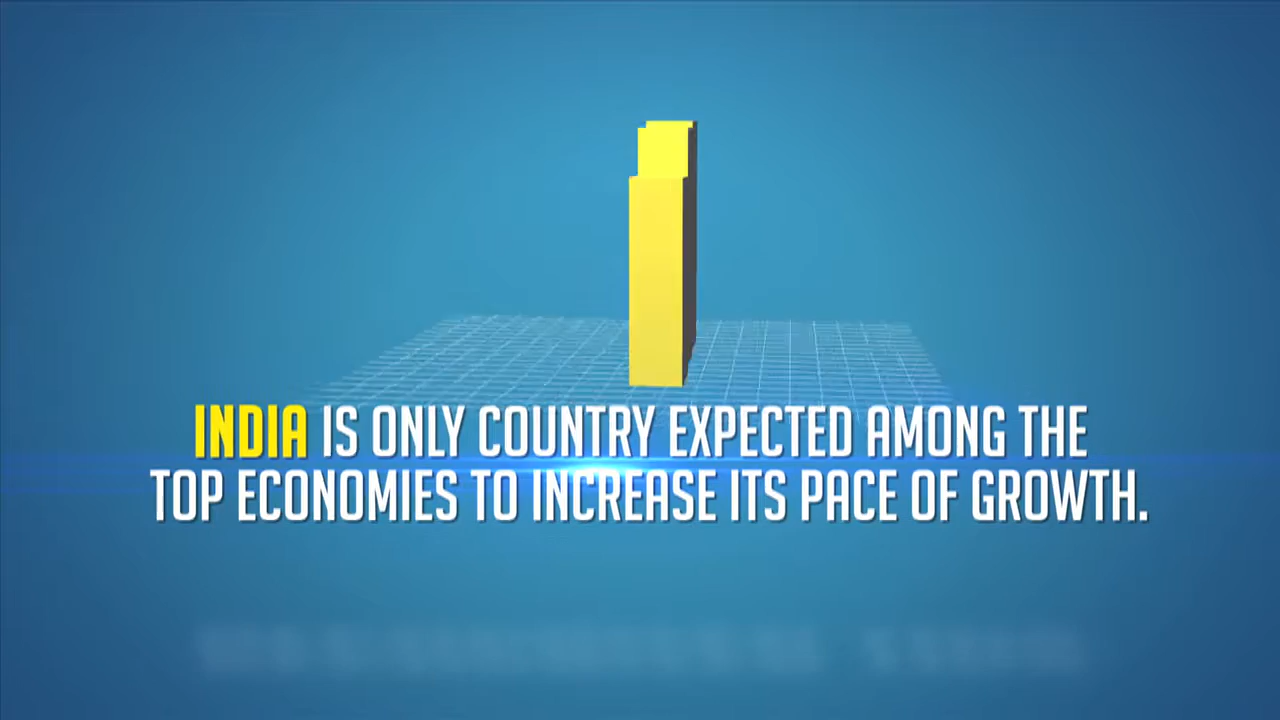 INDIA IS ONLY COUNTRY EXPECTED AMONG THE
TOP ECONOMIES TO INCREASE ITS PACE OF GROWTH.